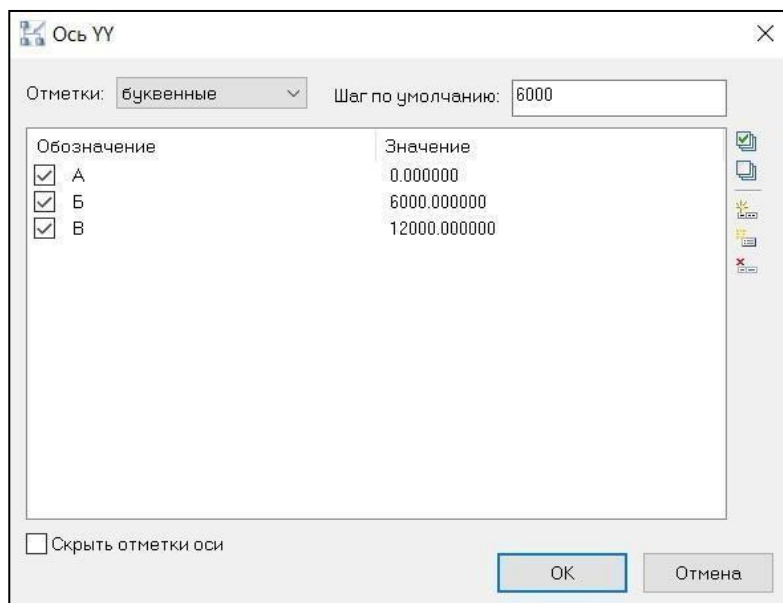 Ось YY
Отметки: буквенные Шаг по умолчанию: 6000
Обозначение Значение
А 0.000000
Б 6000.000000
В 12000.000000
Скрыть отметки оси
OK Отмена